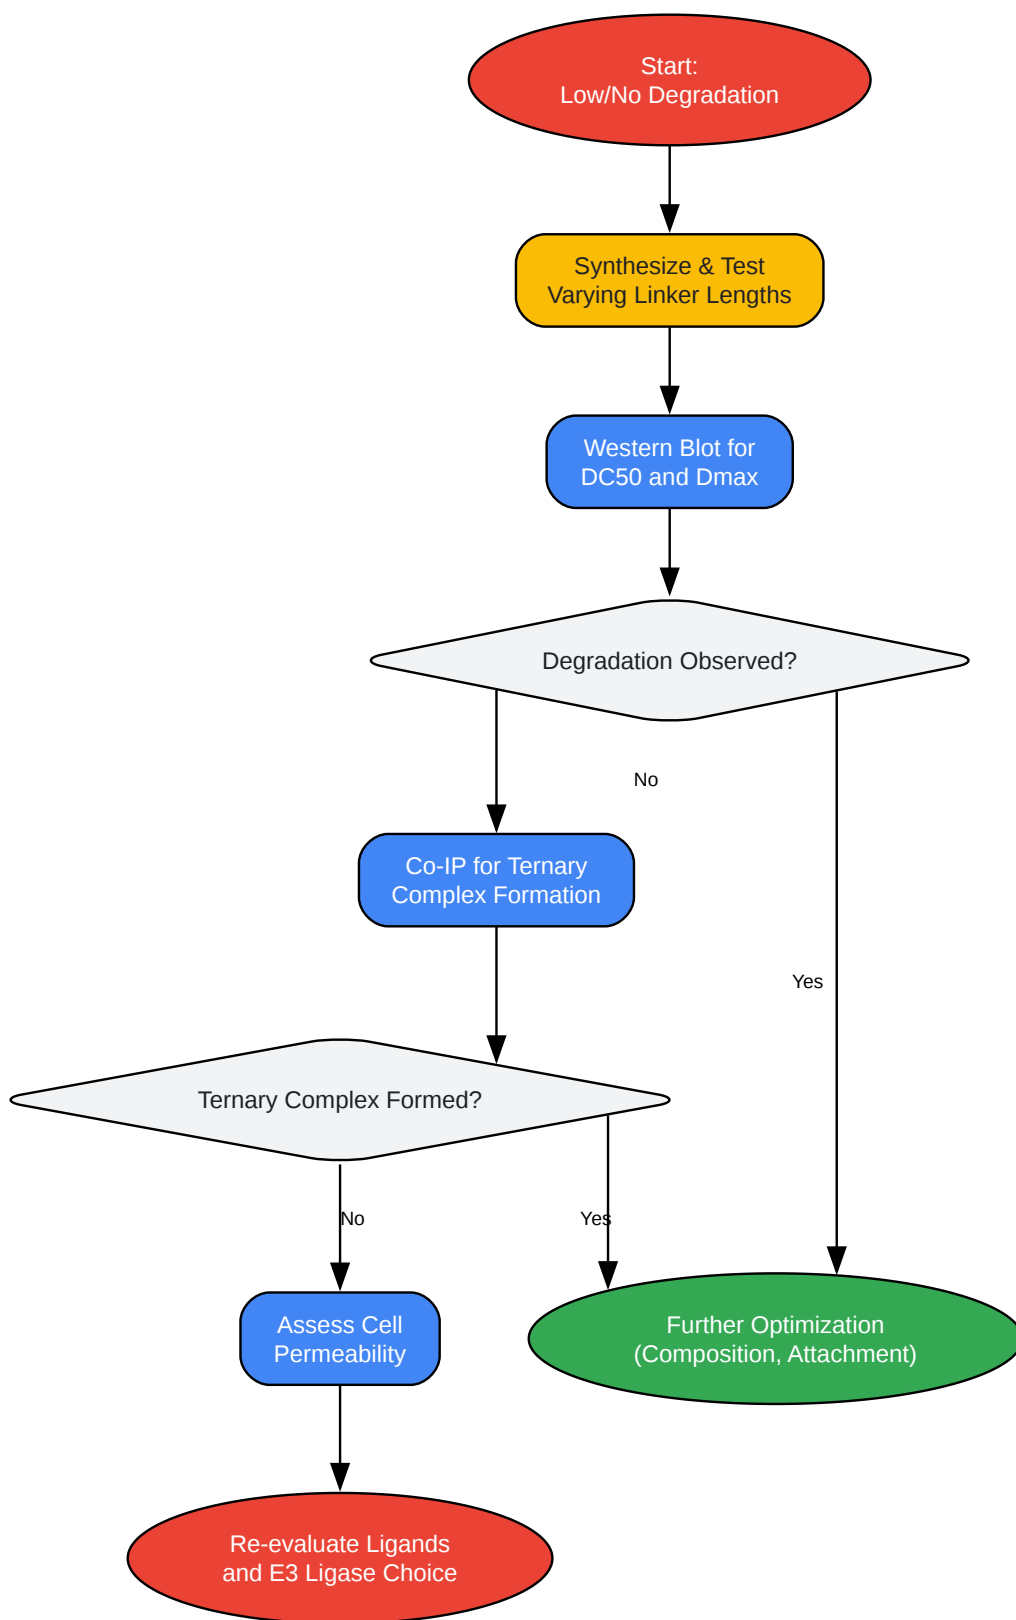 Start:
Low/No Degradation
Synthesize & Test
Varying Linker Lengths
Western Blot for
DC50 and Dmax
Degradation Observed?
No
Co-IP for Ternary
Complex Formation
Yes
Ternary Complex Formed?
No
Yes
Assess Cell
Permeability
Further Optimization
(Composition, Attachment)
Re-evaluate Ligands
and E3 Ligase Choice